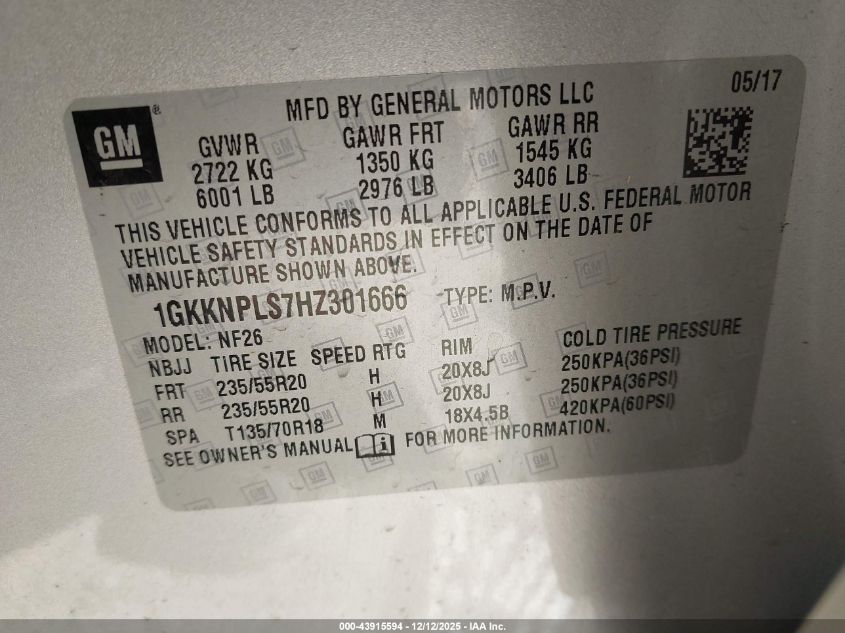 05/17
GM ®
MFD BY GENERAL MOTORS LLC
GVWR GAWR FRT GAWR RR
2722 KG 1350 KG 1545 KG
6001 LB 2976 LB 3406 LB
THIS VEHICLE CONFORMS TO ALL APPLICABLE U.S. FEDERAL MOTOR
VEHICLE SAFETY STANDARDS IN EFFECT ON THE DATE OF
MANUFACTURE SHOWN ABOVE.
1GKKNPLS7HZ301666 TYPE: M.P.V.
MODEL: NF26
NBJJ TIRE SIZE SPEED RTG RIM COLD TIRE PRESSURE
FRT 235/55R20 H 20X8J 250KPA(36PSI)
RR 235/55R20 H 20X8J 250KPA(36PSI)
SPA T135/70R18 M 18X4.5B 420KPA(60PSI)
SEE OWNER'S MANUAL i FOR MORE INFORMATION.
000-43915594 - 12/12/2025 - IAA Inc.